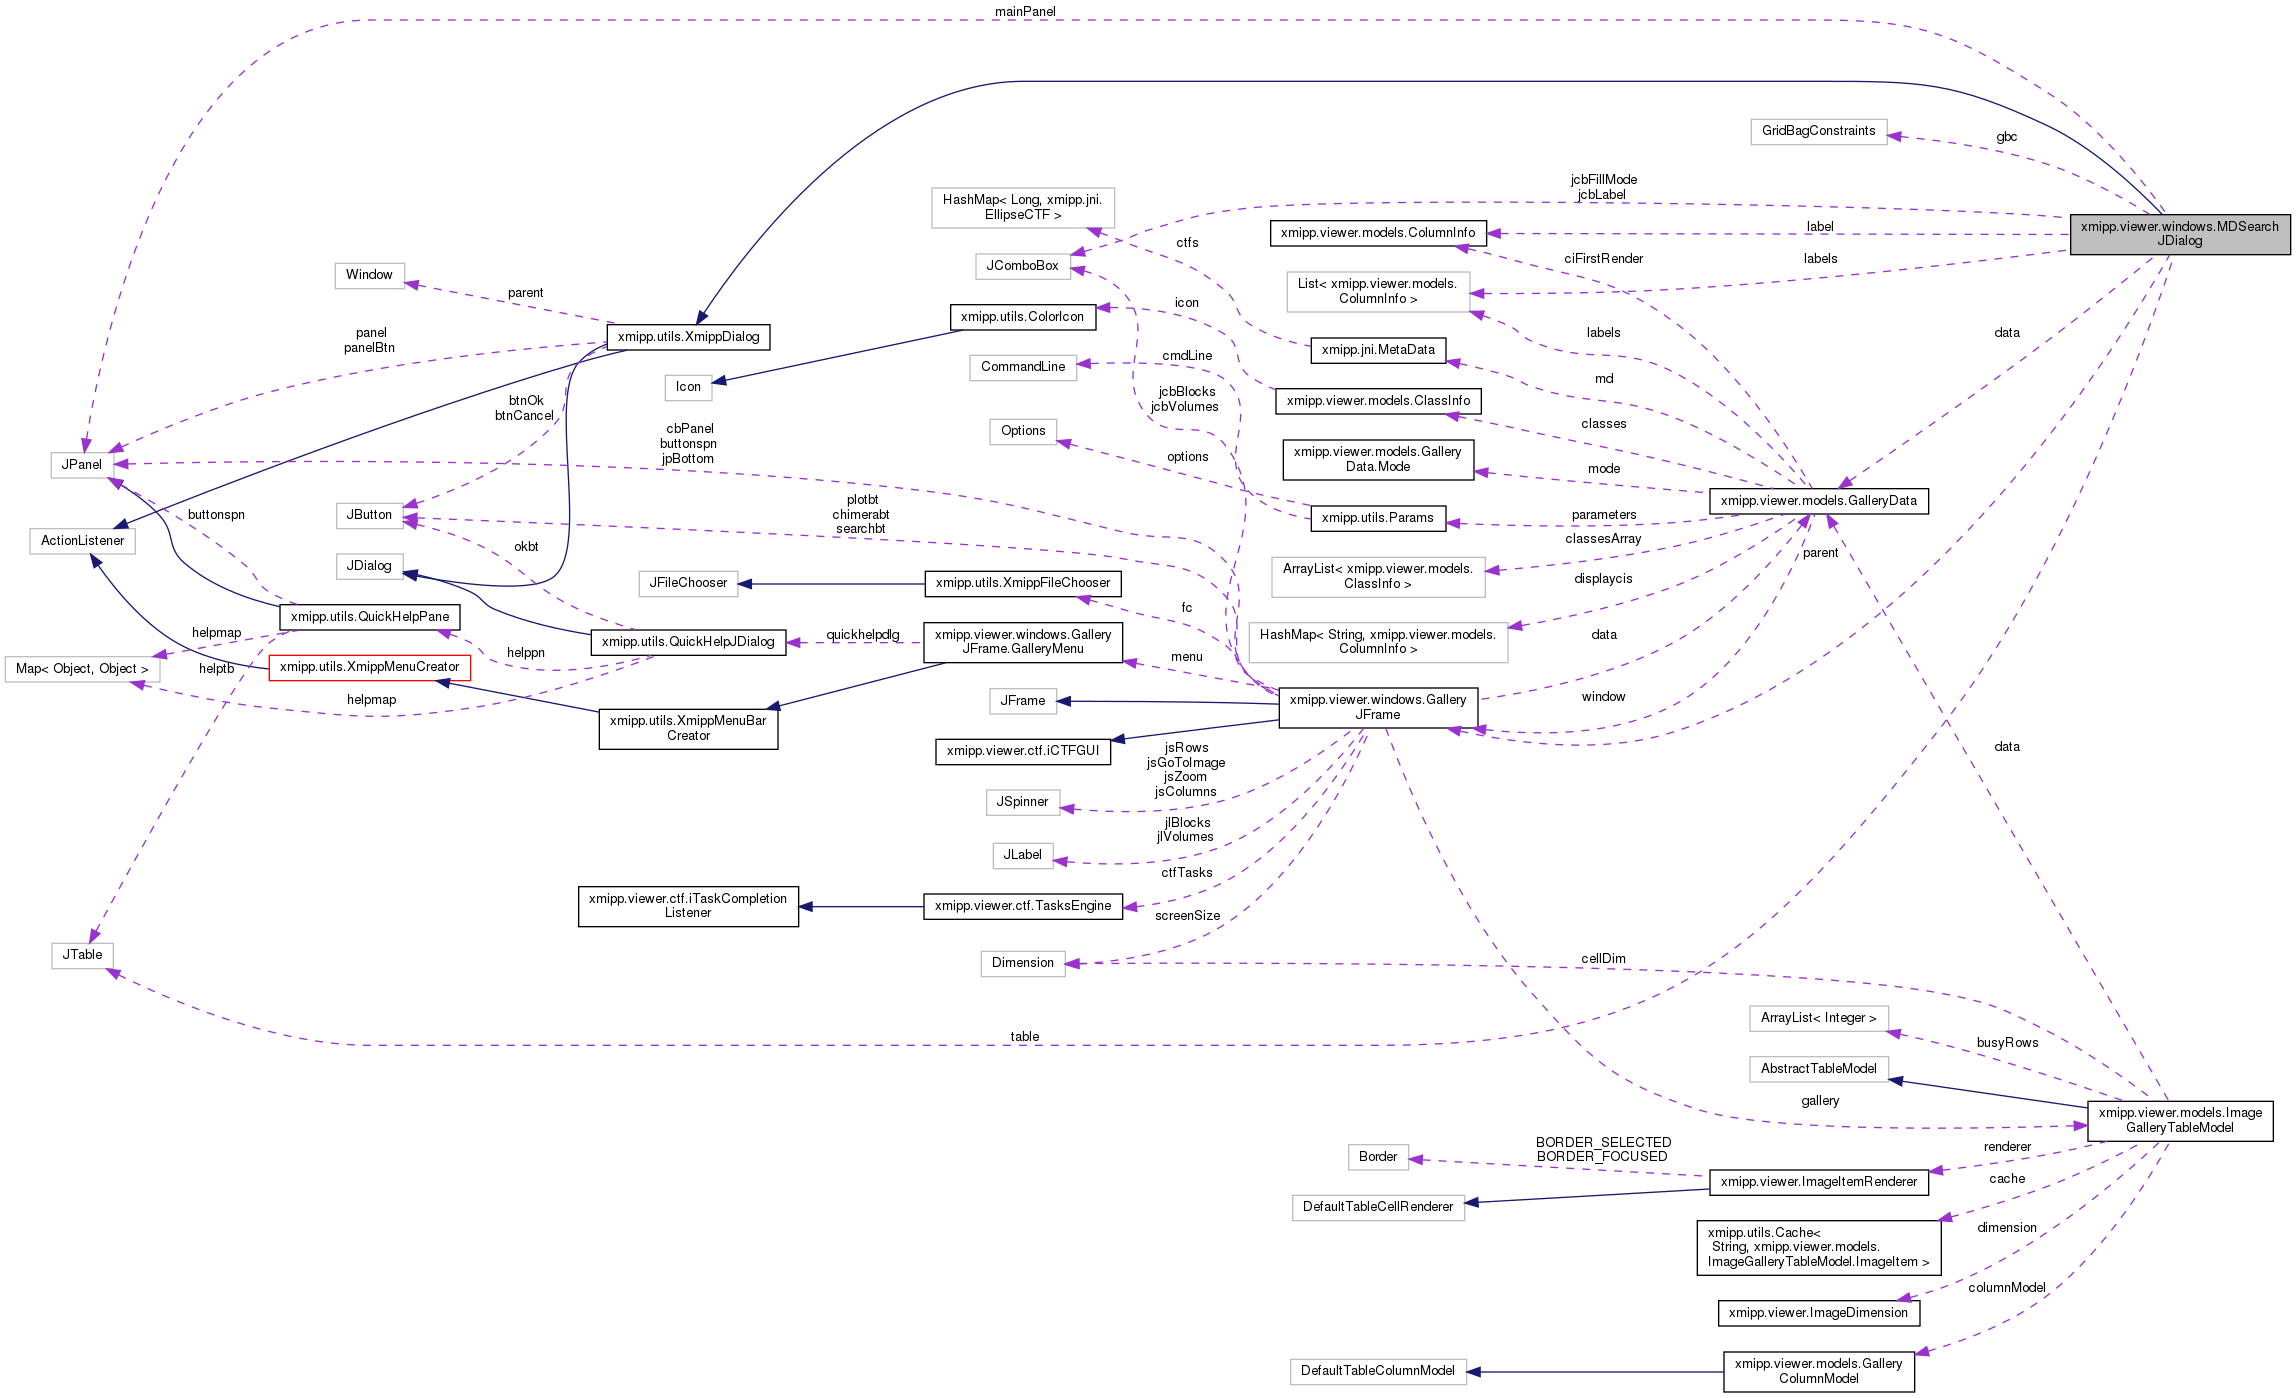 mainPanel
GridBagConstraints
gbc
jcbFillMode
jcbLabel
HashMap< Long, xmipp.jni.
EllipseCTF >
xmipp.viewer.windows.MDSearch
JDialog
xmipp.viewer.models.ColumnInfo
label
ctfs
JComboBox
ciFirstRender
labels
Window
parent
List< xmipp.viewer.models.
ColumnInfo >
icon
xmipp.utils.ColorIcon
labels
data
panel
panelBtn
xmipp.utils.XmippDialog
xmipp.jni.MetaData
cmdLine
CommandLine
md
Icon
jcbBlocks
jcbVolumes
xmipp.viewer.models.ClassInfo
btnOk
btnCancel
classes
cbPanel
buttonspn
jpBottom
Options
options
xmipp.viewer.models.Gallery
Data.Mode
mode
JPanel
xmipp.viewer.models.GalleryData
buttonspn
JButton
plotbt
chimerabt
searchbt
xmipp.utils.Params
parameters
ActionListener
okbt
classesArray
parent
JDialog
JFileChooser
xmipp.utils.XmippFileChooser
ArrayList< xmipp.viewer.models.
ClassInfo >
displaycis
fc
xmipp.utils.QuickHelpPane
helpmap
quickhelpdlg
xmipp.utils.QuickHelpJDialog
xmipp.viewer.windows.Gallery
JFrame.GalleryMenu
HashMap< String, xmipp.viewer.models.
ColumnInfo >
data
Map< Object, Object >
helptb
xmipp.utils.XmippMenuCreator
helppn
menu
helpmap
xmipp.utils.XmippMenuBar
Creator
JFrame
xmipp.viewer.windows.Gallery
JFrame
window
xmipp.viewer.ctf.iCTFGUI
jsRows
jsGoToImage
jsZoom
jsColumns
data
JSpinner
jlBlocks
jlVolumes
JLabel
ctfTasks
xmipp.viewer.ctf.iTaskCompletion
Listener
xmipp.viewer.ctf.TasksEngine
screenSize
JTable
Dimension
cellDim
ArrayList< Integer >
table
busyRows
AbstractTableModel
gallery
xmipp.viewer.models.Image
GalleryTableModel
BORDER_SELECTED
BORDER_FOCUSED
Border
renderer
xmipp.viewer.ImageItemRenderer
cache
DefaultTableCellRenderer
xmipp.utils.Cache<
String, xmipp.viewer.models.
ImageGalleryTableModel.ImageItem >
dimension
columnModel
xmipp.viewer.ImageDimension
DefaultTableColumnModel
xmipp.viewer.models.Gallery
ColumnModel